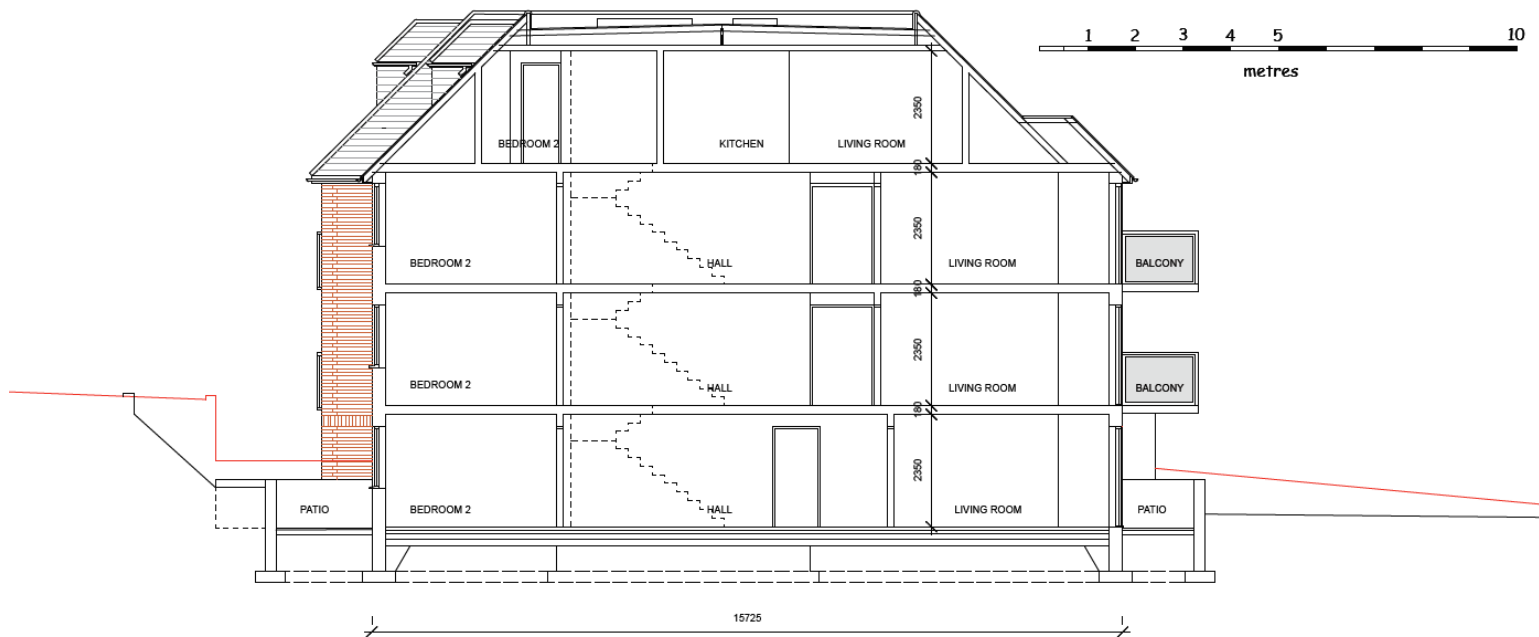 1 2 3 4 5 10
metres
2350
BEDROOM 2 KITCHEN LIVING ROOM
180
2350
BEDROOM 2 HALL LIVING ROOM BALCONY
180
2350
BEDROOM 2 HALL LIVING ROOM BALCONY
180
2350
PATIO BEDROOM 2 HALL LIVING ROOM PATIO
15725